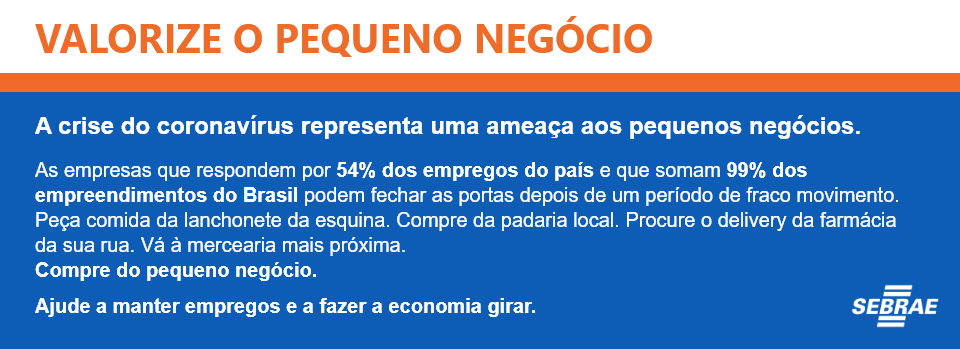 VALORIZE O PEQUENO NEGÓCIO
A crise do coronavírus representa uma ameaça aos pequenos negócios.
As empresas que respondem por 54% dos empregos do país e que somam 99% dos
empreendimentos do Brasil podem fechar as portas depois de um período de fraco movimento.
Peça comida da lanchonete da esquina. Compre da padaria local. Procure o delivery da farmácia
da sua rua. Vá à mercearia mais próxima.
Compre do pequeno negócio.
Ajude a manter empregos e a fazer a economia girar.
SEBRAE